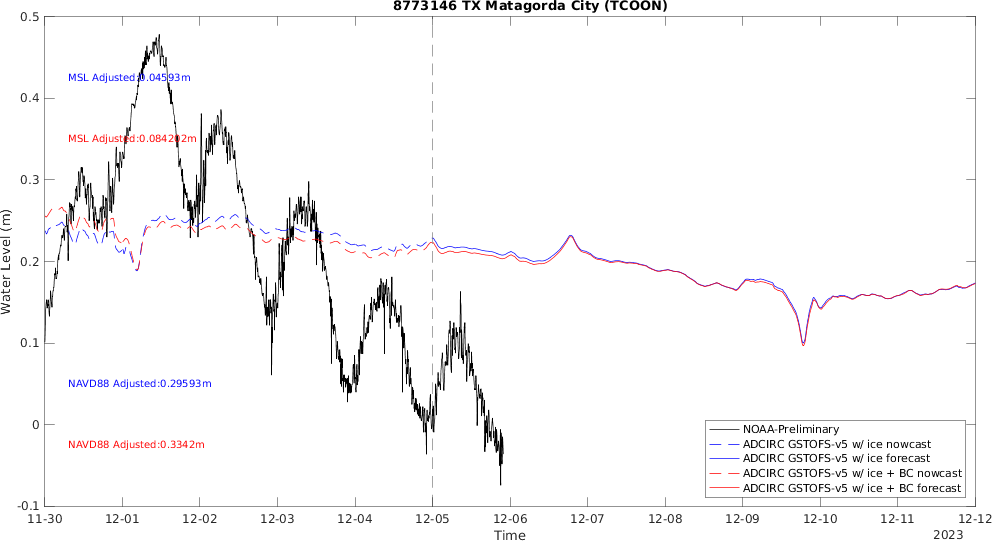 8773146 TX Matagorda City (TCOON)
0.5
MSL Adjusted:0.04593m
0.4
MSL Adjusted:0.084202m
0.3
Water Level (m)
0.2
0.1
NAVD88 Adjusted:0.29593m
0
NAVD88 Adjusted:0.3342m
NOAA-Preliminary
ADCIRC GSTOFS-v5 w/ ice nowcast
ADCIRC GSTOFS-v5 w/ ice forecast
ADCIRC GSTOFS-v5 w/ ice + BC nowcast
ADCIRC GSTOFS-v5 w/ ice + BC forecast
-0.1
11-30 12-01 12-02 12-03 12-04 12-05 12-06 12-07 12-08 12-09 12-10 12-11 12-12
Time
2023